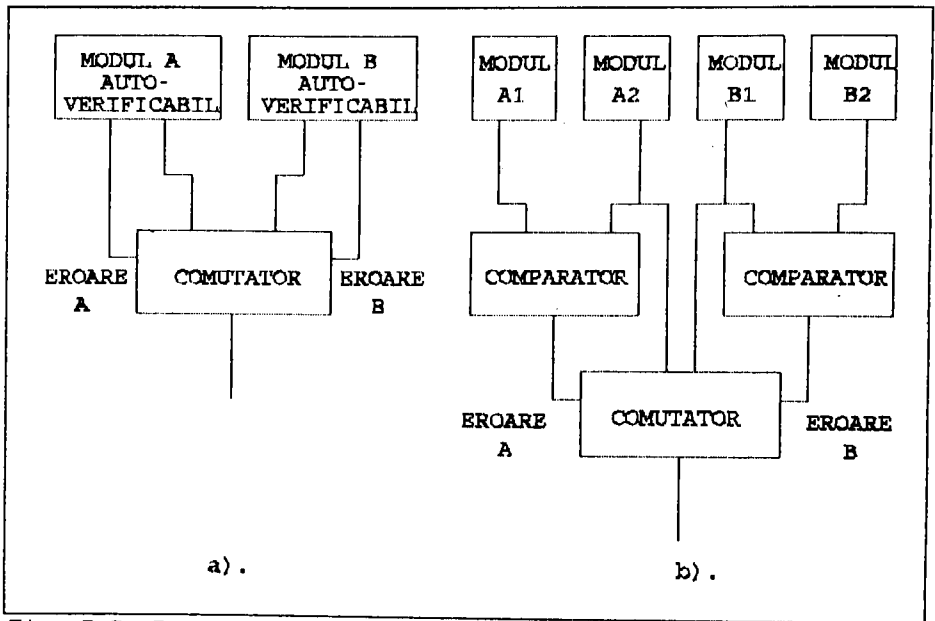 MODUL A
AUTO-
VERIFICABIL
MODUL B
AUTO-
VERIFICABIL
EROARE
A
COMUTATOR
EROARE
B
a).
MODUL
A1
MODUL
A2
MODUL
B1
MODUL
B2
COMPARATOR
COMPARATOR
EROARE
A
COMUTATOR
EROARE
B
b).